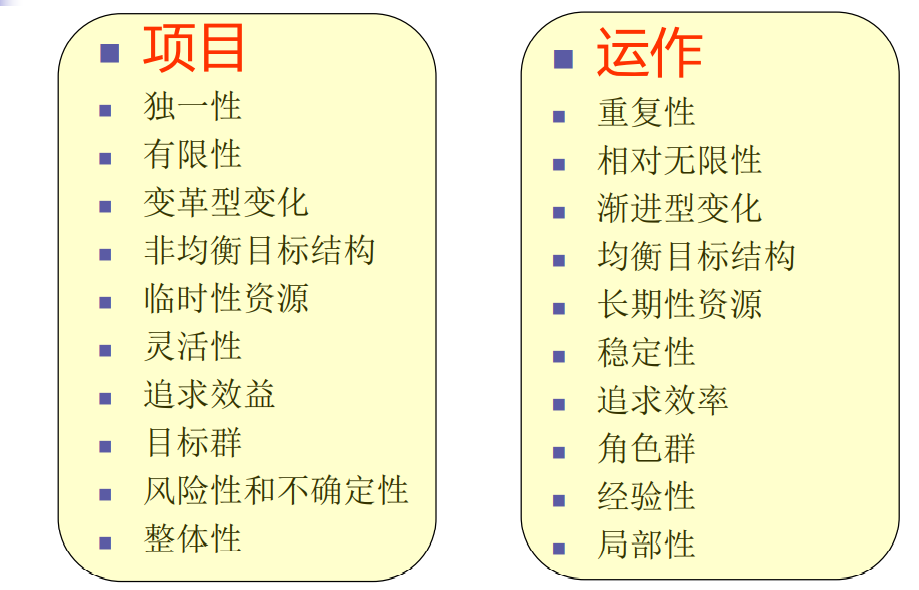 项目
独一性
有限性
变革型变化
非均衡目标结构
临时性资源
灵活性
追求效益
目标群
风险性和不确定性
整体性
运作
重复性
相对无限性
渐进型变化
均衡目标结构
长期性资源
稳定性
追求效率
角色群
经验性
局部性